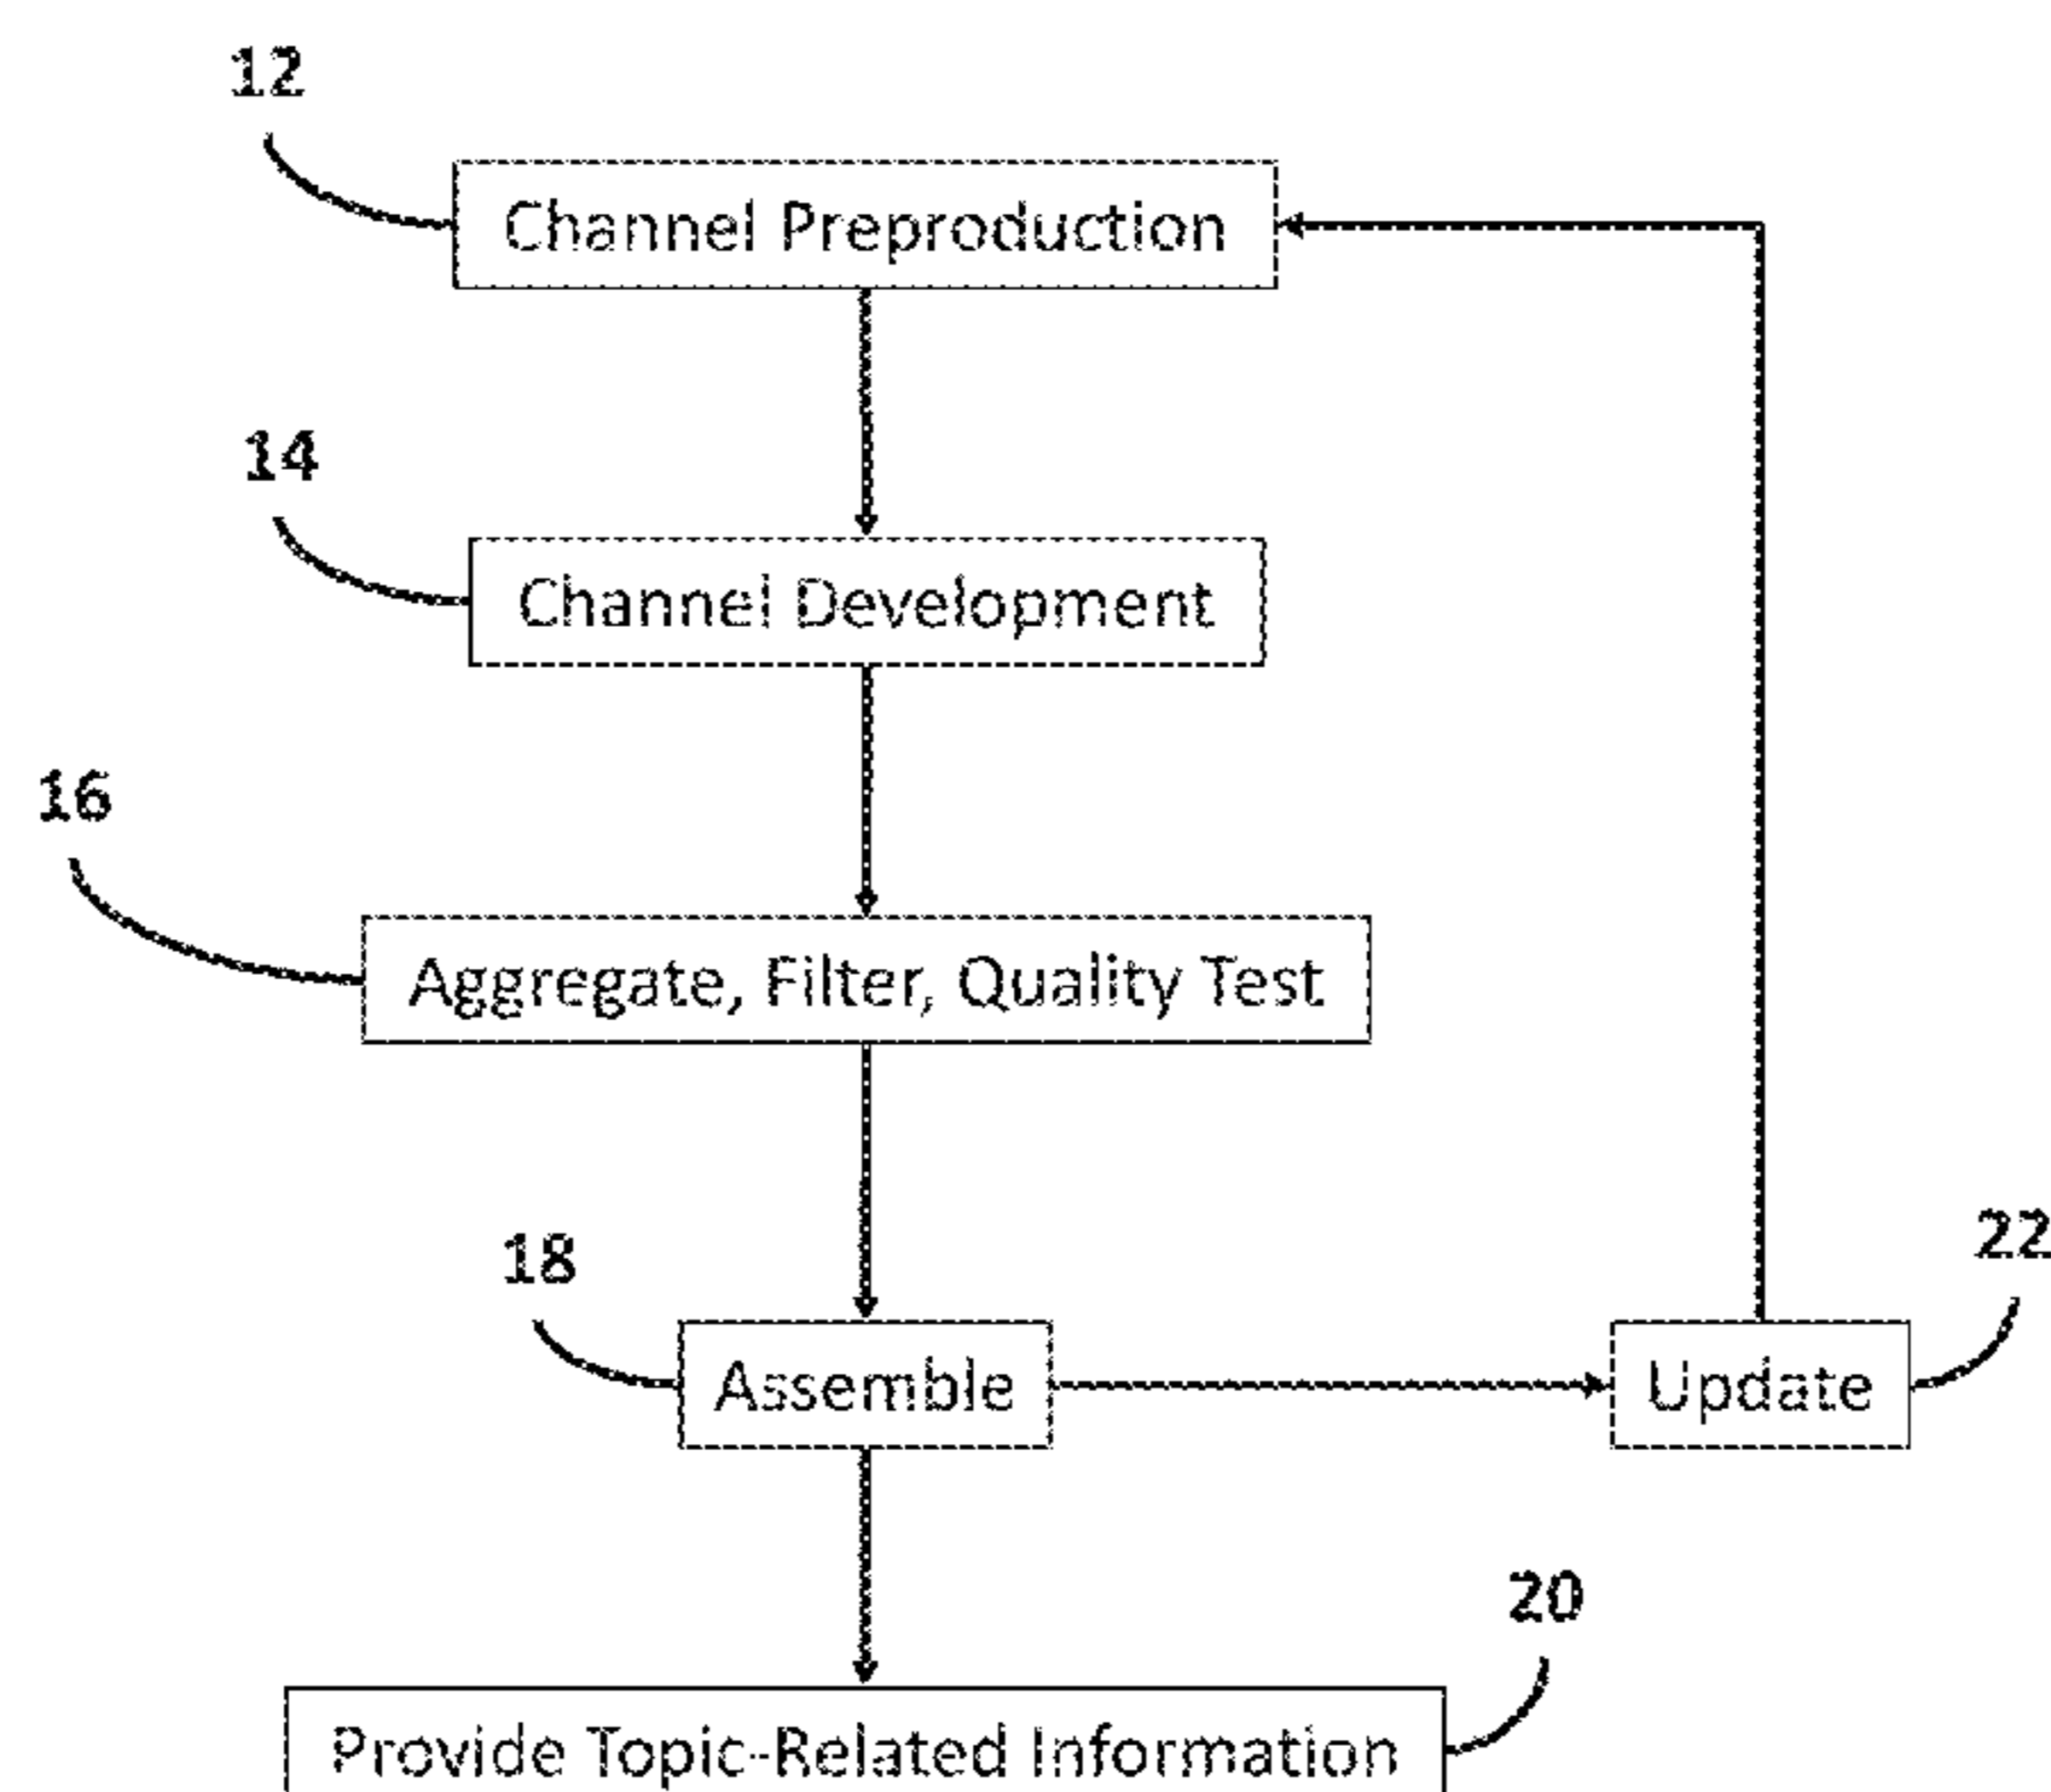 12
Channel Preproduction
14
Channel Development
16
Aggregate, Filter, Quality Test
18
Assemble
22
Update
20
Provide Topic-Related Information